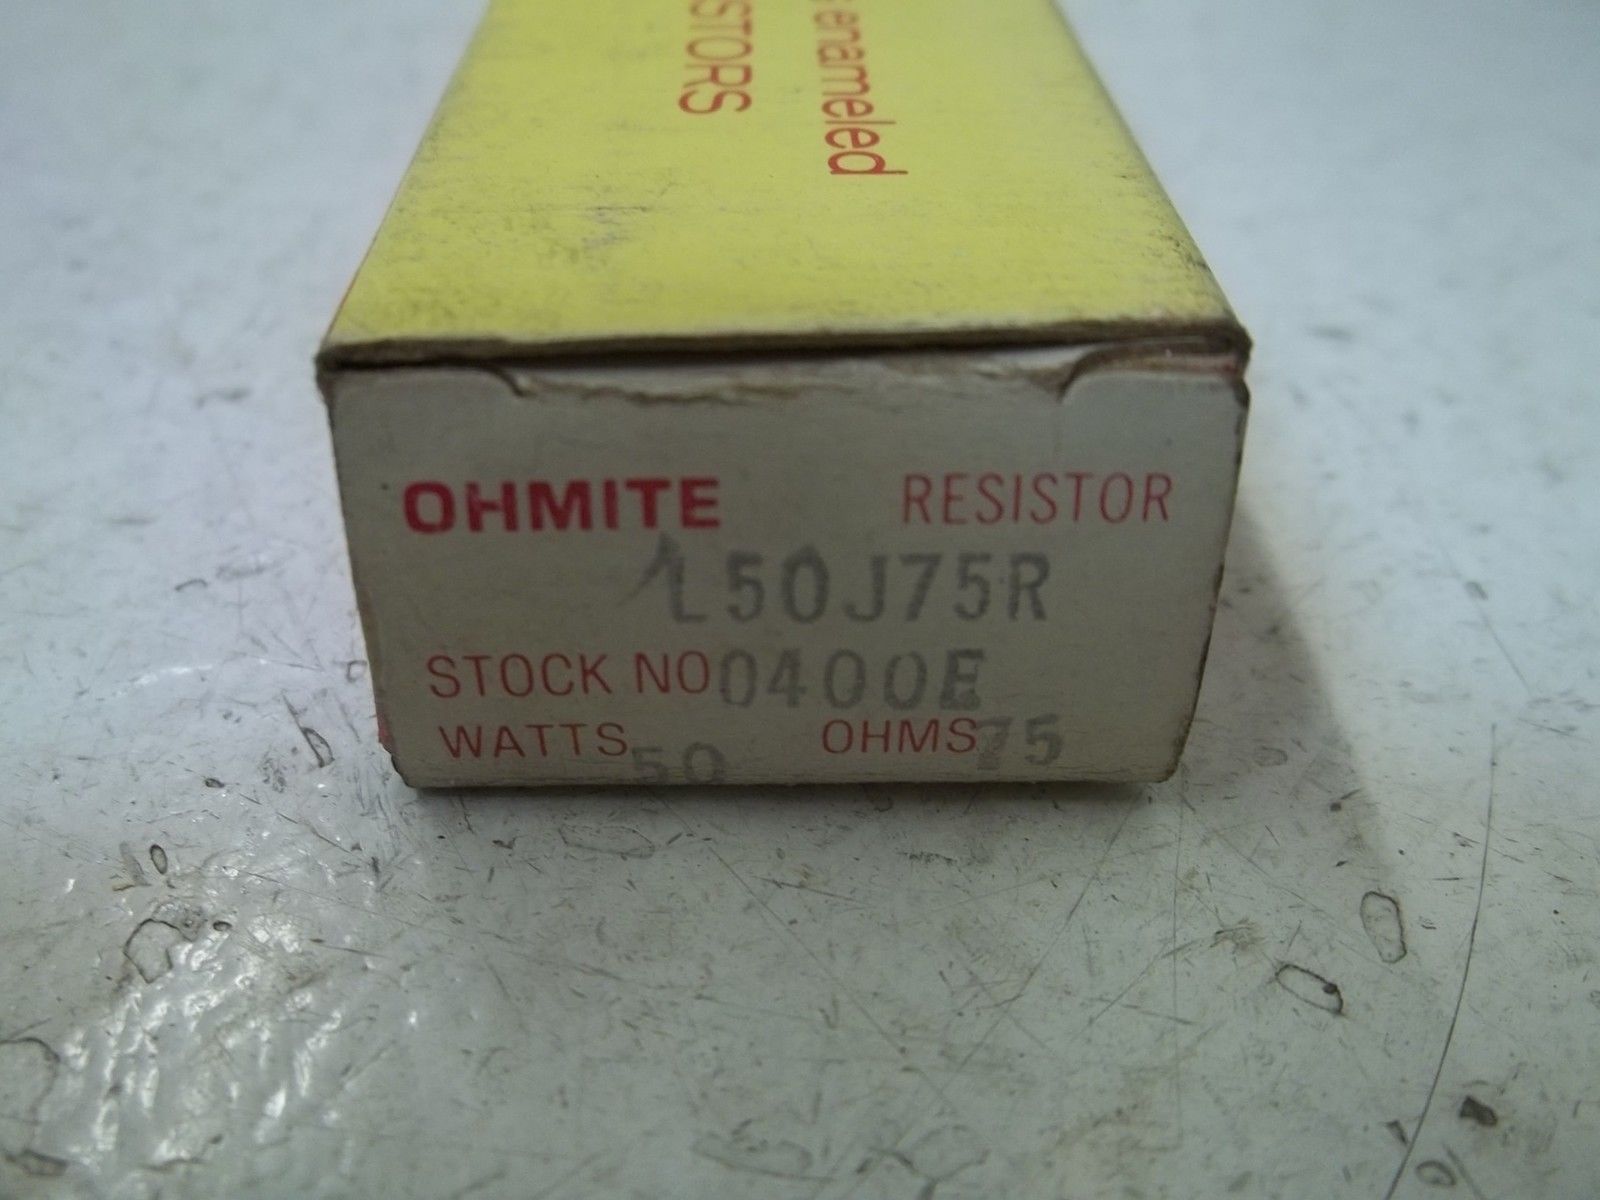 enameled
STORS
OHMITE RESISTOR
L50J75R
STOCK NO 0400E
WATTS 50 OHMS 75